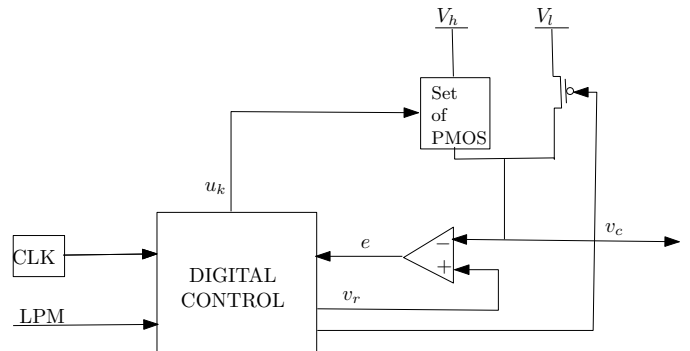 V_h
V_l
Set
of
PMOS
u_k
v_c
CLK
e
−
+
DIGITAL
CONTROL
v_r
LPM